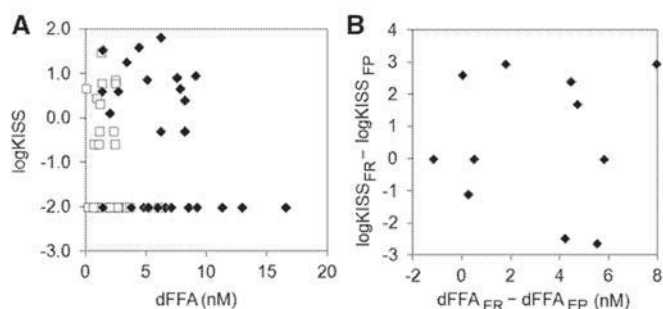 A
logKISS
2.0
1.0
0.0
-1.0
-2.0
-3.0
0 5 10 15 20
dFFA (nM)
B
logKISS FR – logKISS FP
4
3
2
1
0
-1
-2
-3
-2 0 2 4 6 8
dFFA FR – dFFA FP (nM)